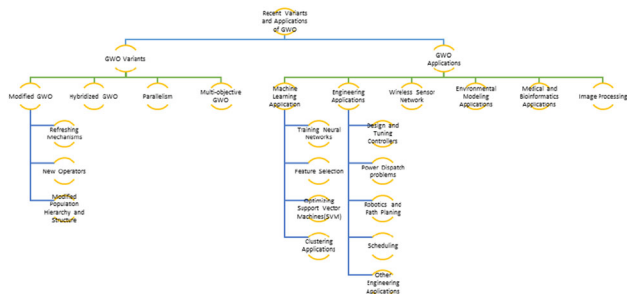 Recent Variants
and Applications
of GWO
GWO Variants
GWO
Applications
Modified GWO
Hybridized GWO
Parallelism
Multi-objective
GWO
Machine
Learning
Application
Engineering
Applications
Wireless Sensor
Network
Environmental
Modeling
Applications
Medical and
Bioinformatics
Applications
Image Processing
Refreshing
Mechanisms
New Operators
Modified
Population
Hierarchy and
Structure
Training Neural
Networks
Feature Selection
Optimizing
Support Vector
Machines(SVM)
Clustering
Applications
Design and
Tuning
Controllers
Power Dispatch
problems
Robotics and
Path Planing
Scheduling
Other
Engineering
Applications